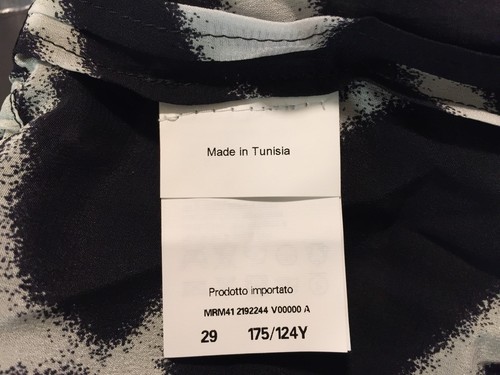 Made in Tunisia
Prodotto importato
MRM41 2192244 V00000 A
29 175/124Y